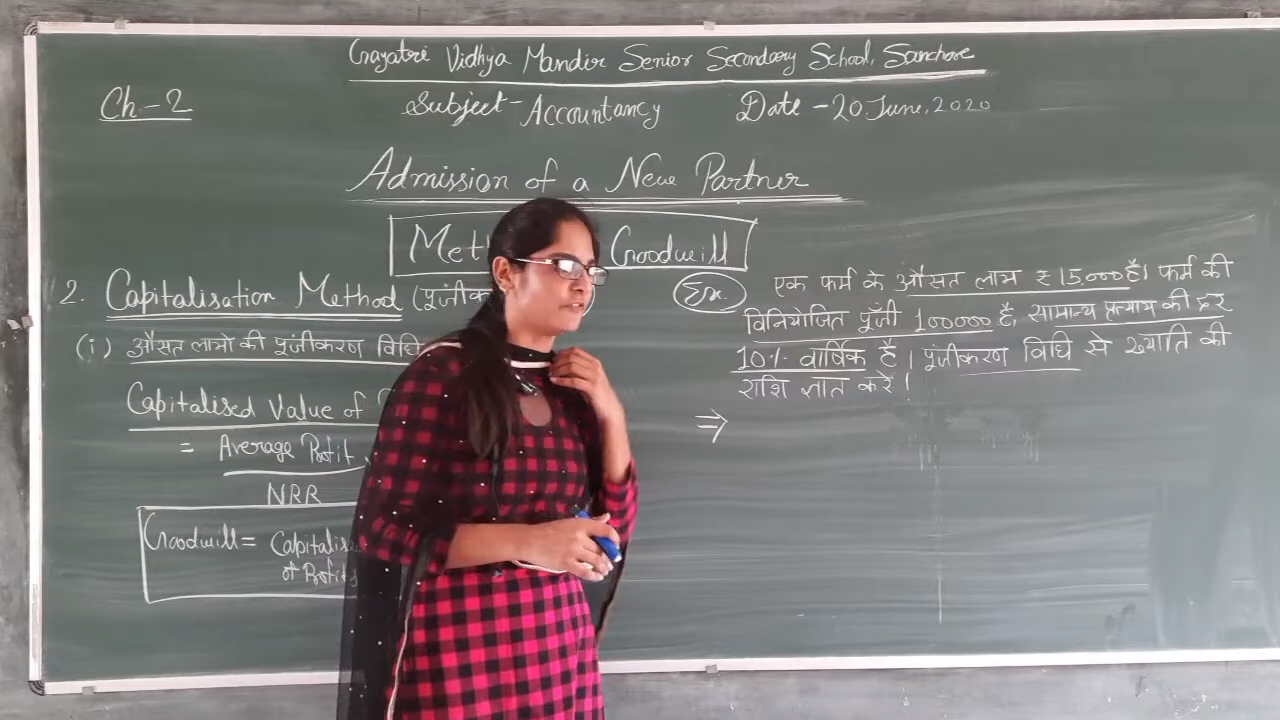 Gayatri Vidhya Mandir Senior Secondary School, Sanchore
Ch-2
Subject-Accountancy
Date -20,June,2020
Admission of a New Partner
Goodwill
2. Capitalisation Method
(i) औसत लाभो की पूंजीकरण विधि
Capitalised Value of
= Average Profit
NRR
Goodwill =
of Profits
Ex. एक फर्म के औसत लाभ ₹ 15,000 है। फर्म की
विनियोजित पूँजी 100000 है, सामान्य प्रत्याय की दर
10% वार्षिक है। पूंजीकरण विधि से ख्याति की
राशि ज्ञात करे!
⇒